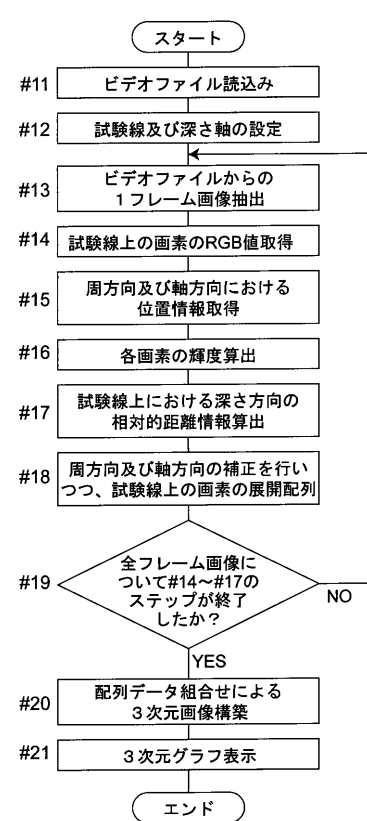 スタート
#11
ビデオファイル読込み
#12
試験線及び深さ軸の設定
#13
ビデオファイルからの
1フレーム画像抽出
#14
試験線上の画素のRGB値取得
#15
周方向及び軸方向における
位置情報取得
#16
各画素の輝度算出
#17
試験線上における深さ方向の
相対的距離情報算出
#18
周方向及び軸方向の補正を行い
つつ、試験線上の画素の展開配列
#19
全フレーム画像に
ついて#14～#17の
ステップが終了
したか？
NO
YES
#20
配列データ組合せによる
3次元画像構築
#21
3次元グラフ表示
エンド